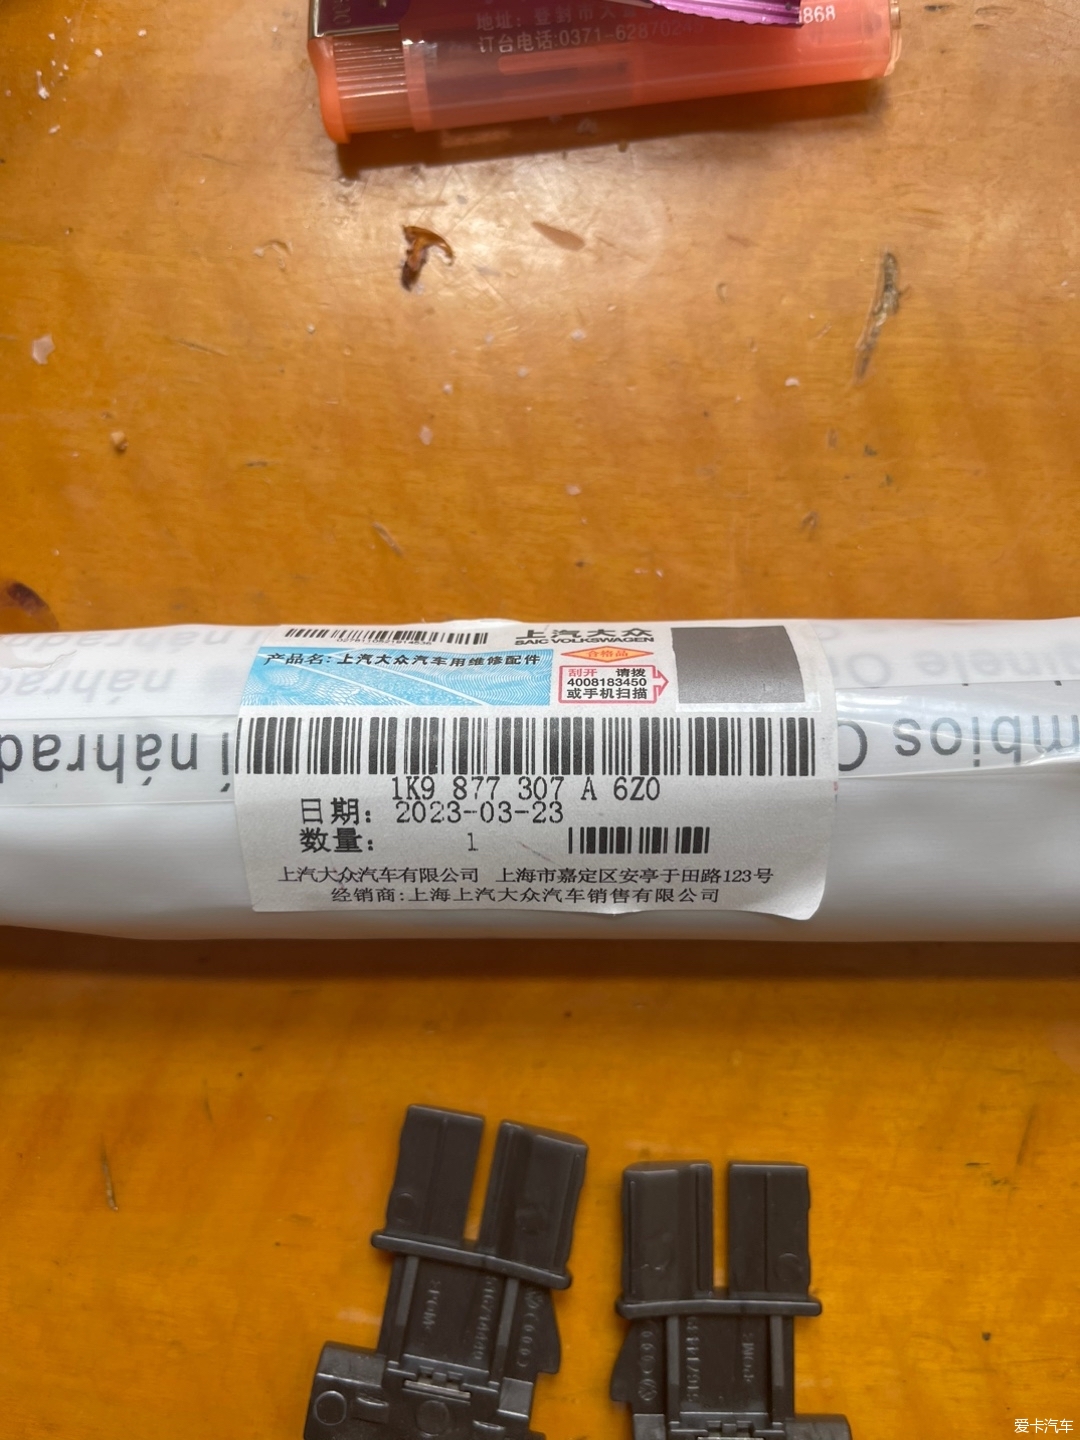 地址：登封市
订台电话:0371-62870245
868
上汽大众
SAIC VOLKSWAGEN
产品名：上汽大众汽车用维修配件
合格品
刮开 请拨
4008183450
或手机扫描
náhrad
mbios
1K9 877 307 A 6Z0
日期：2023-03-23
数量： 1
上汽大众汽车有限公司 上海市嘉定区安亭于田路123号
经销商:上海上汽大众汽车销售有限公司
爱卡汽车